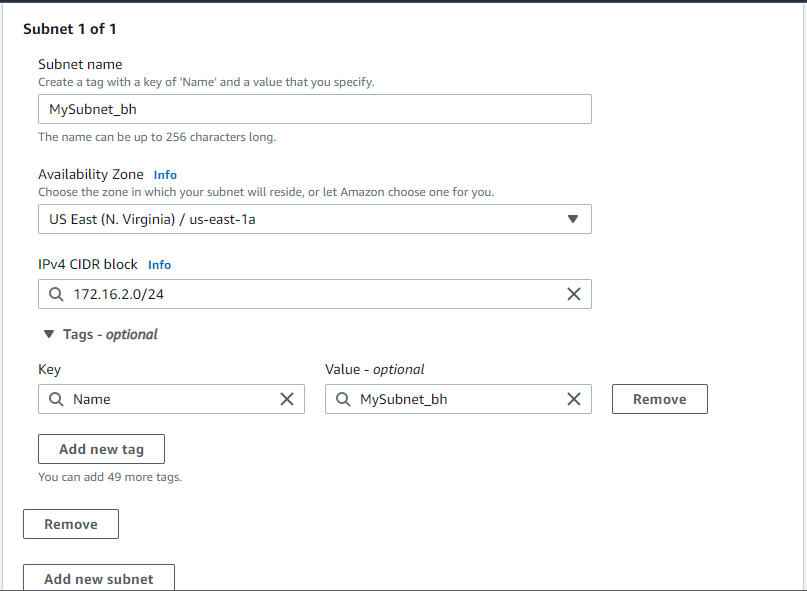 Subnet 1 of 1
Subnet name
Create a tag with a key of 'Name' and a value that you specify.
MySubnet_bh
The name can be up to 256 characters long.
Availability Zone Info
Choose the zone in which your subnet will reside, or let Amazon choose one for you.
US East (N. Virginia) / us-east-1a
IPv4 CIDR block Info
172.16.2.0/24
Tags - optional
Key Value - optional
Name MySubnet_bh Remove
Add new tag
You can add 49 more tags.
Remove
Add new subnet